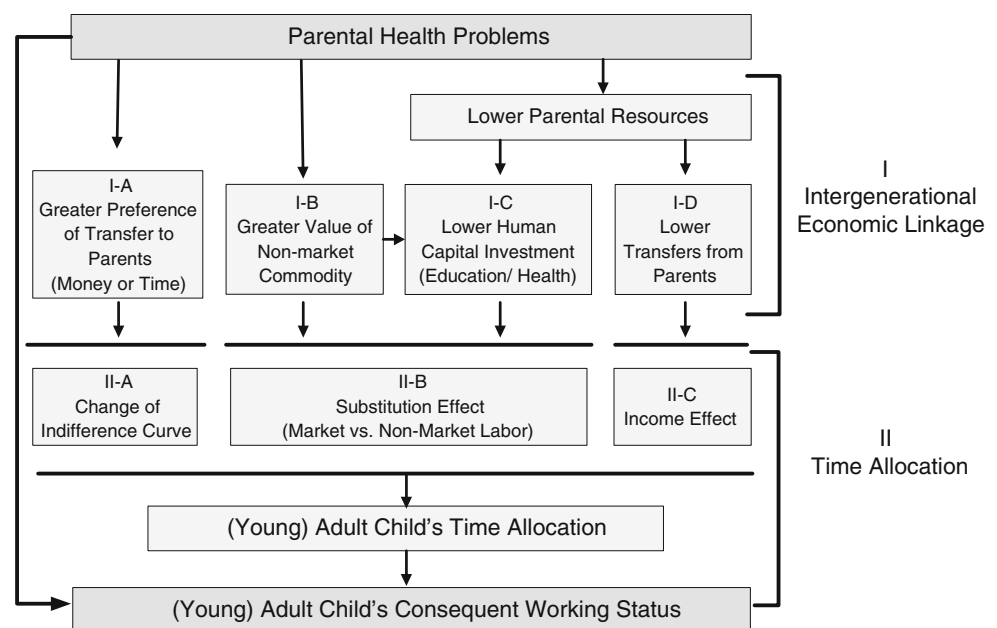 Parental Health Problems
Lower Parental Resources
I-A
Greater Preference
of Transfer to
Parents
(Money or Time)
I-B
Greater Value of
Non-market
Commodity
I-C
Lower Human
Capital Investment
(Education/ Health)
I-D
Lower
Transfers from
Parents
I
Intergenerational
Economic Linkage
II-A
Change of
Indifference Curve
II-B
Substitution Effect
(Market vs. Non-Market Labor)
II-C
Income Effect
II
Time Allocation
(Young) Adult Child's Time Allocation
(Young) Adult Child's Consequent Working Status